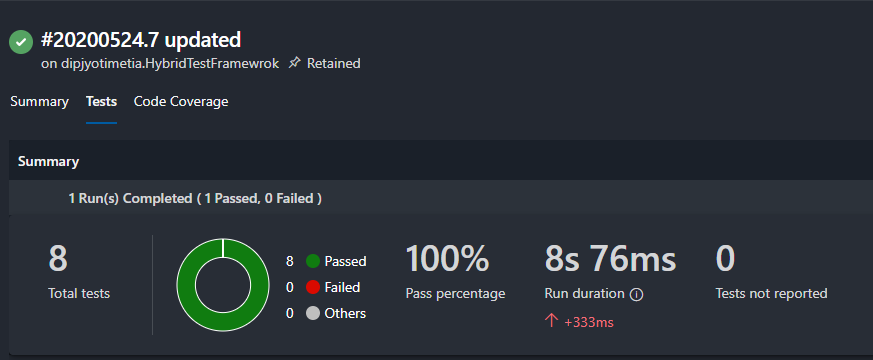 #20200524.7 updated
on dipjyotimetia.HybridTestFramewrok Retained
Summary Tests Code Coverage
Summary
1 Run(s) Completed ( 1 Passed, 0 Failed )
8
Total tests
8 Passed
0 Failed
0 Others
100%
Pass percentage
8s 76ms
Run duration
+333ms
0
Tests not reported